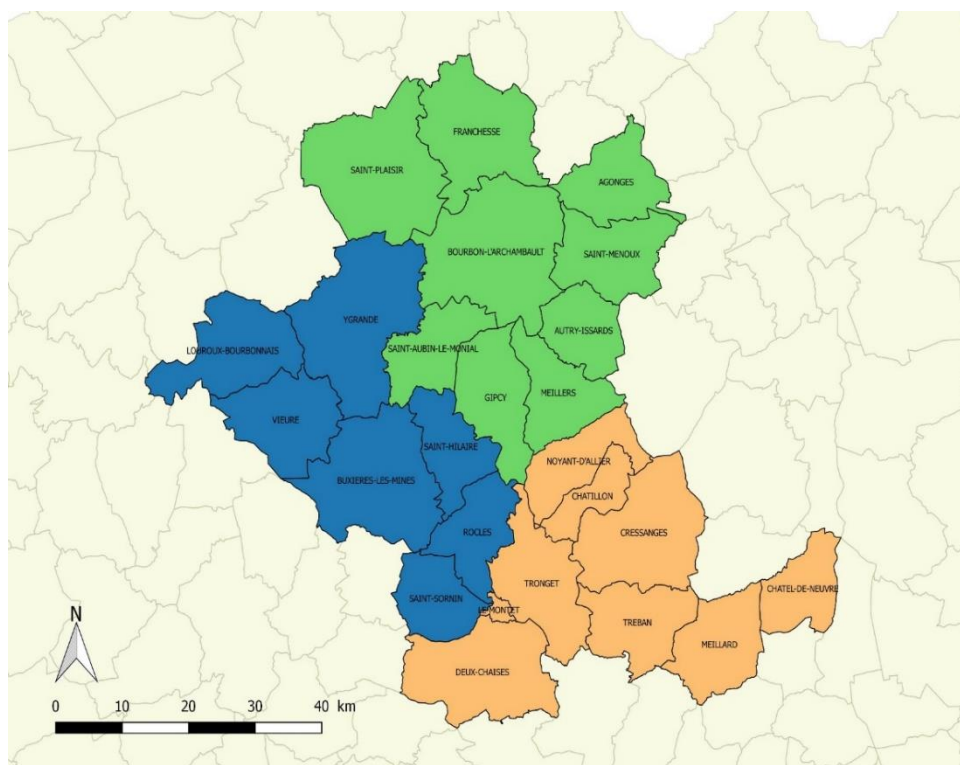 FRANCHESSE
SAINT-PLAISIR
AGONGES
BOURBON-L'ARCHAMBAULT
SAINT-MENOUX
YGRANDE
AUTRY-ISSARDS
LOUROUX-BOURBONNAIS
SAINT-AUBIN-LE-MONIAL
GIPCY
MEILLERS
VIEURE
SAINT-HILAIRE
NOYANT-D'ALLIER
BUXIERES-LES-MINES
CHATILLON
ROCLES
CRESSANGES
TRONGET
CHATEL-DE-NEUVRE
SAINT-SORNIN
LE MONTET
TREBAN
N
MEILLARD
DEUX-CHAISES
0 10 20 30 40 km